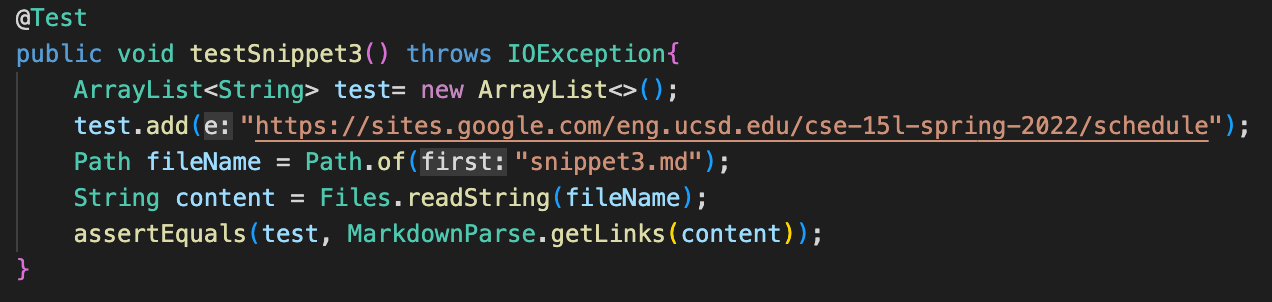 @Test
public void testSnippet3() throws IOException{
    ArrayList<String> test= new ArrayList<>();
    test.add(e: "https://sites.google.com/eng.ucsd.edu/cse-15l-spring-2022/schedule");
    Path fileName = Path.of(first: "snippet3.md");
    String content = Files.readString(fileName);
    assertEquals(test, MarkdownParse.getLinks(content));
}